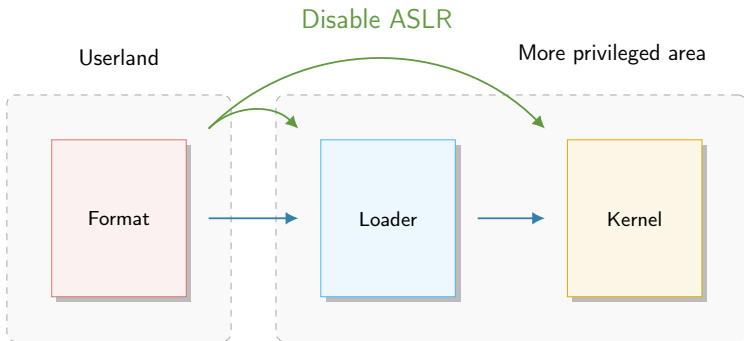 Disable ASLR
Userland
More privileged area
Format
Loader
Kernel